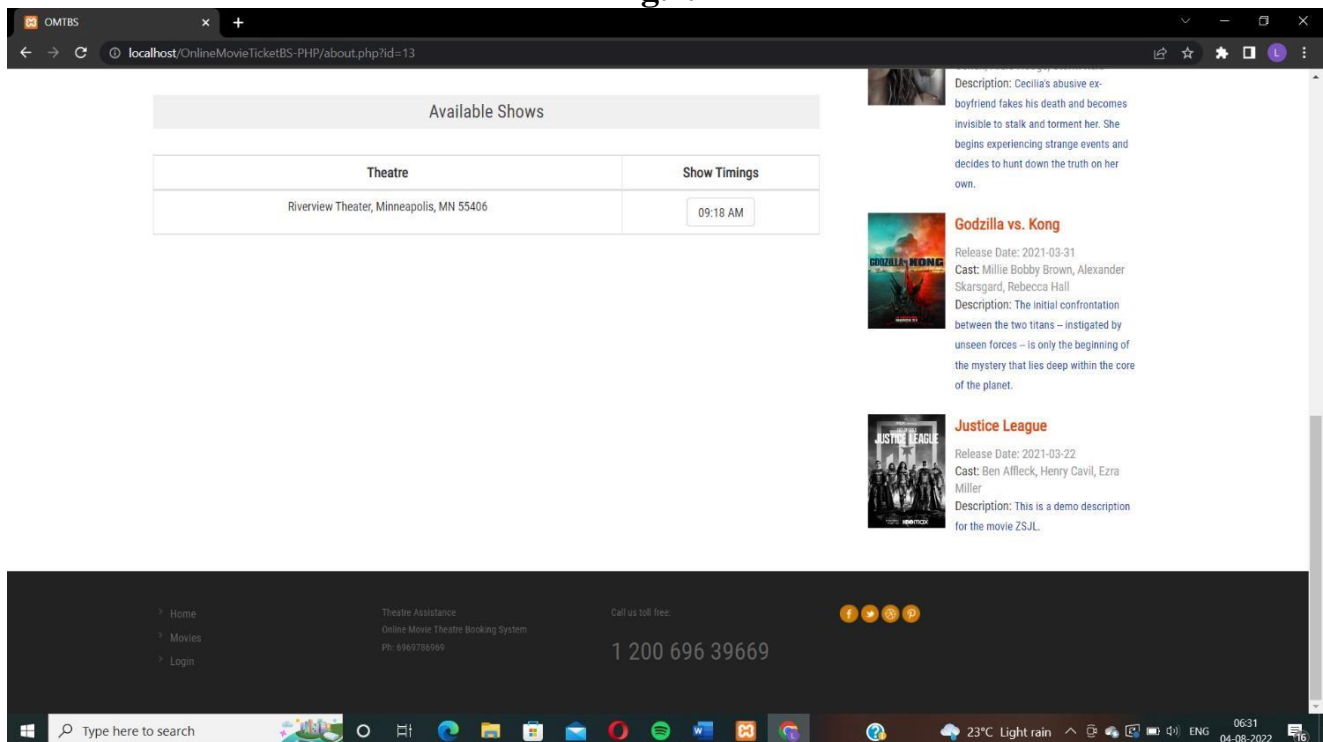 OMTBS
localhost/OnlineMovieTicketBS-PHP/about.php?id=13
L
Available Shows
Theatre
Show Timings
Riverview Theater, Minneapolis, MN 55406
09:18 AM
Description: Cecilia's abusive ex-
boyfriend fakes his death and becomes
invisible to stalk and torment her. She
begins experiencing strange events and
decides to hunt down the truth on her
own.
GODZILLA KONG
Godzilla vs. Kong
Release Date: 2021-03-31
Cast: Millie Bobby Brown, Alexander
Skarsgard, Rebecca Hall
Description: The initial confrontation
between the two titans – instigated by
unseen forces – is only the beginning of
the mystery that lies deep within the core
of the planet.
JUSTICE LEAGUE
HBOmax
Justice League
Release Date: 2021-03-22
Cast: Ben Affleck, Henry Cavil, Ezra
Miller
Description: This is a demo description
for the movie ZSJL.
Home
Movies
Login
Theatre Assistance
Online Movie Theatre Booking System
Ph: 6969786969
Call us toll free:
1 200 696 39669
Type here to search
23°C Light rain
ENG
06:31
04-08-2022
16